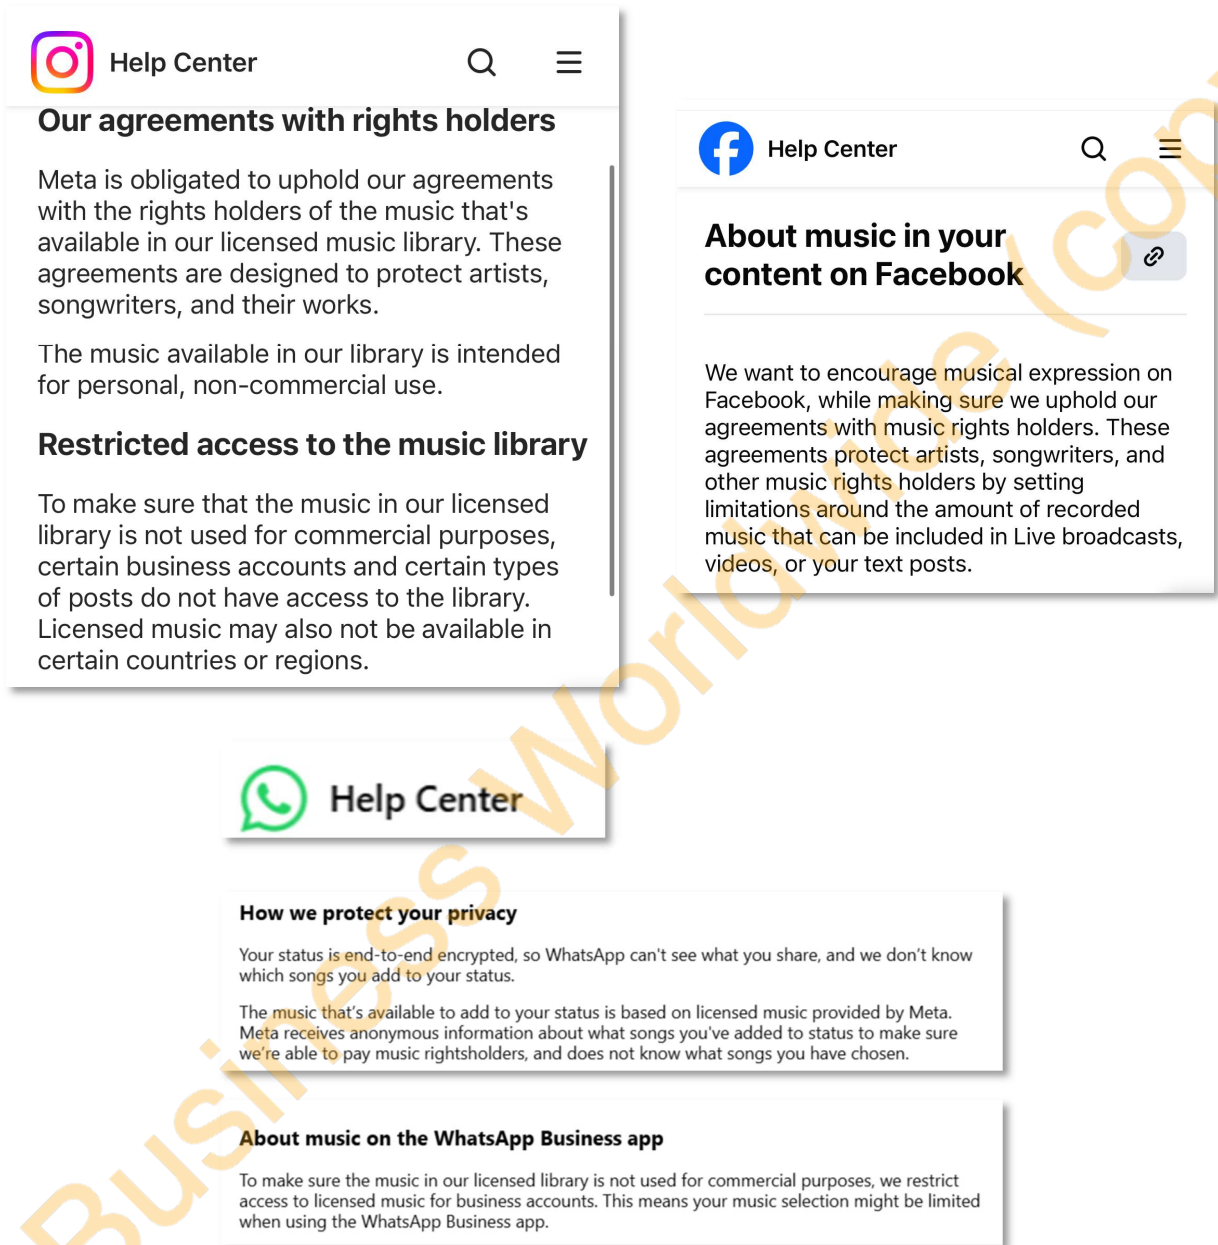 Help Center
Our agreements with rights holders
Meta is obligated to uphold our agreements
with the rights holders of the music that's
available in our licensed music library. These
agreements are designed to protect artists,
songwriters, and their works.
The music available in our library is intended
for personal, non-commercial use.
Restricted access to the music library
To make sure that the music in our licensed
library is not used for commercial purposes,
certain business accounts and certain types
of posts do not have access to the library.
Licensed music may also not be available in
certain countries or regions.
Help Center
About music in your
content on Facebook
We want to encourage musical expression on
Facebook, while making sure we uphold our
agreements with music rights holders. These
agreements protect artists, songwriters, and
other music rights holders by setting
limitations around the amount of recorded
music that can be included in Live broadcasts,
videos, or your text posts.
Help Center
How we protect your privacy
Your status is end-to-end encrypted, so WhatsApp can't see what you share, and we don't know
which songs you add to your status.
The music that's available to add to your status is based on licensed music provided by Meta.
Meta receives anonymous information about what songs you've added to status to make sure
we're able to pay music rightsholders, and does not know what songs you have chosen.
About music on the WhatsApp Business app
To make sure the music in our licensed library is not used for commercial purposes, we restrict
access to licensed music for business accounts. This means your music selection might be limited
when using the WhatsApp Business app.
Business Worldwide (cop